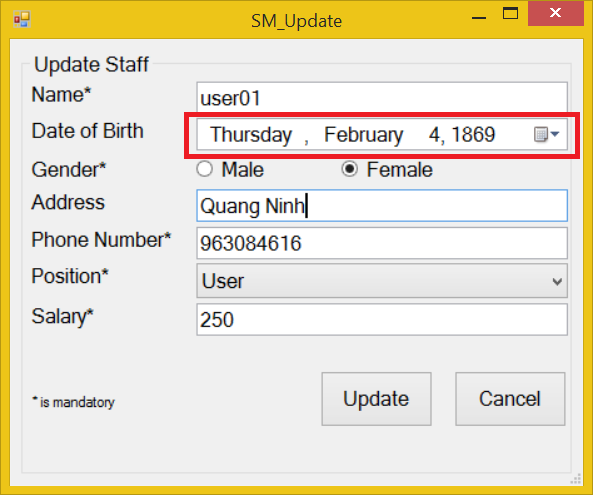 SM_Update
Update Staff
Name* user01
Date of Birth Thursday , February 4, 1869
Gender* Male Female
Address Quang Ninh
Phone Number* 963084616
Position* User
Salary* 250
* is mandatory Update Cancel